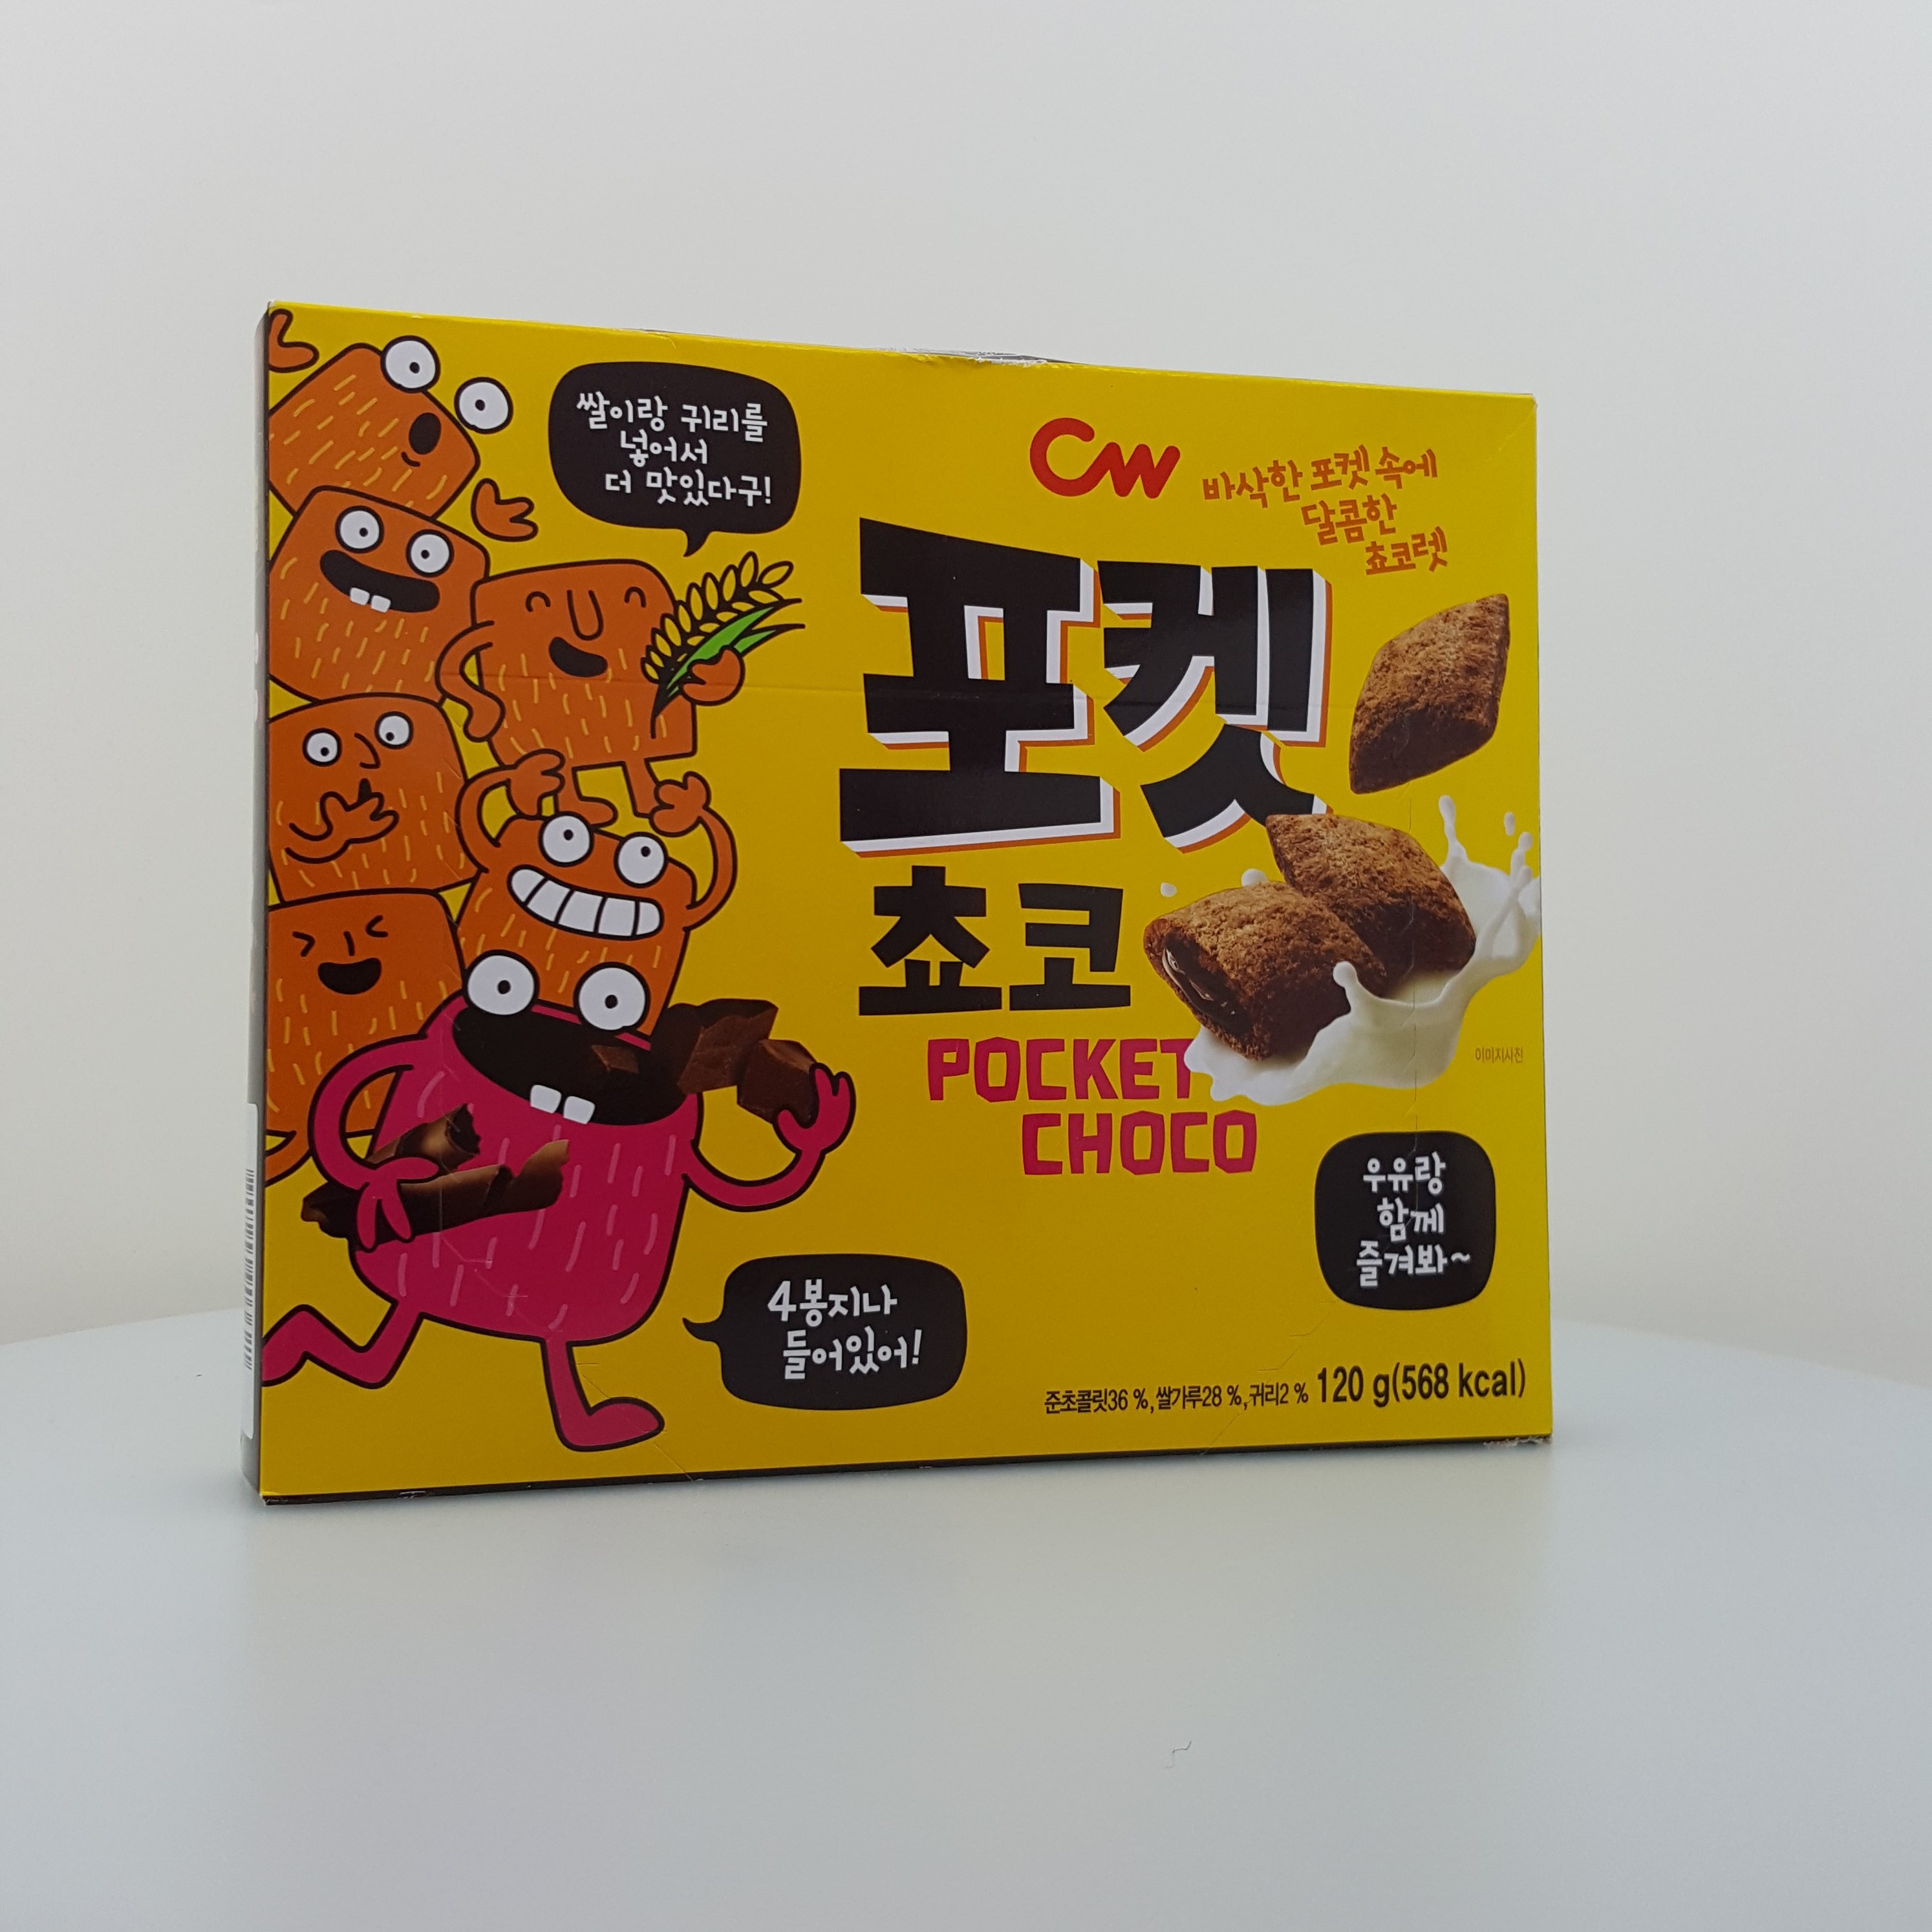 쌀이랑 귀리를
넣어서
더 맛있다구!
CW
바삭한 포켓 속에
달콤한
쵸코렛
포켓
쵸코
POCKET
CHOCO
이미지사진
우유랑
함께
즐겨봐~
4봉지나
들어있어!
준초콜릿36 %, 쌀가루28 %, 귀리2 % 120 g(568 kcal)